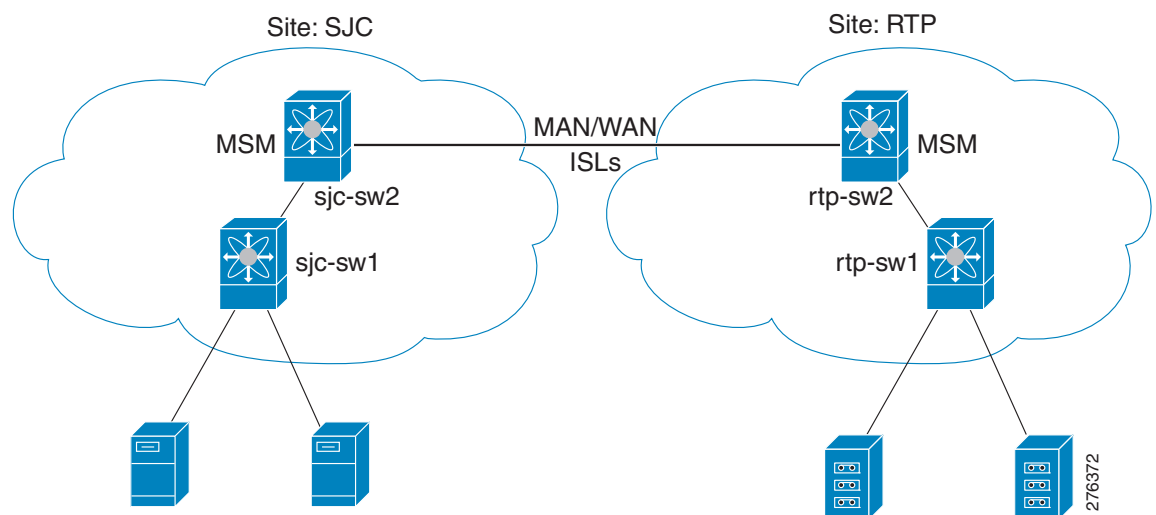 Site: SJC
Site: RTP
MSM
MAN/WAN
ISLs
MSM
sjc-sw2
rtp-sw2
sjc-sw1
rtp-sw1
276372